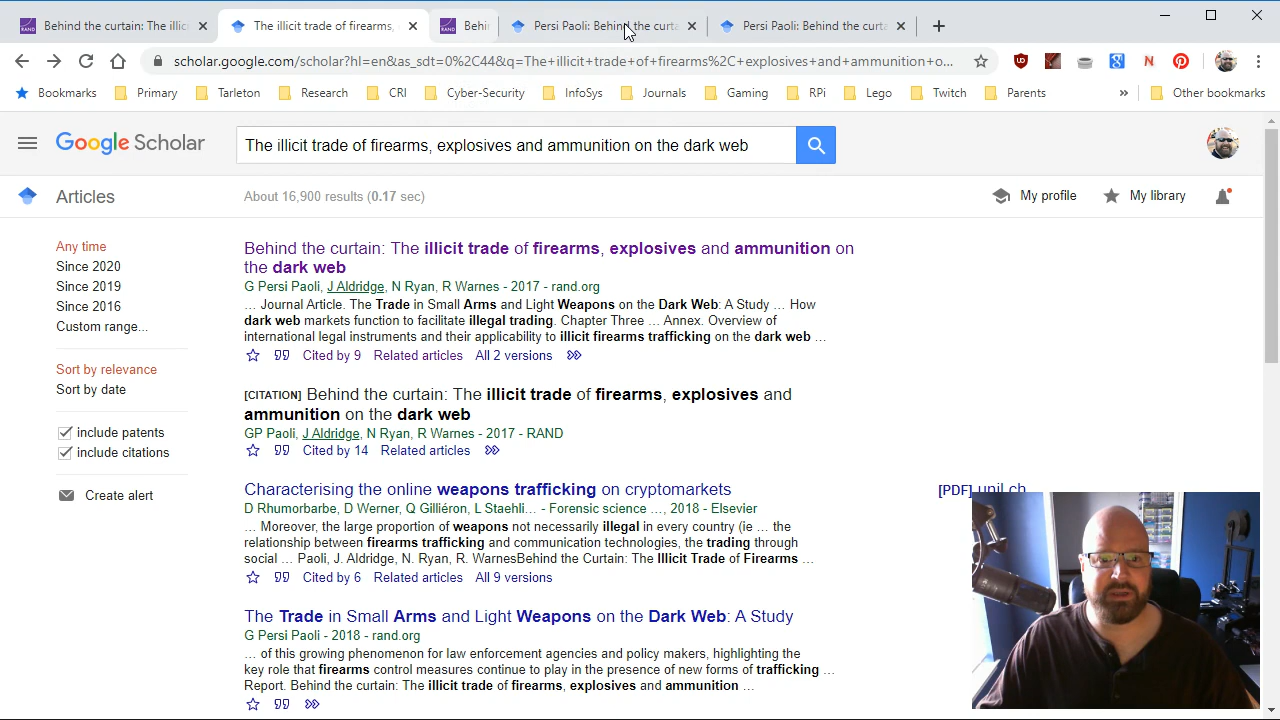 Behind the curtain: The illic
The illicit trade of firearms,
Behi
Persi Paoli: Behind the curta
Persi Paoli: Behind the curta
scholar.google.com/scholar?hl=en&as_sdt=0%2C44&q=The+illicit+trade+of+firearms%2C+explosives+and+ammunition+o...
Bookmarks
Primary
Tarleton
Research
CRI
Cyber-Security
InfoSys
Journals
Gaming
RPi
Lego
Twitch
Parents
»
Other bookmarks
Google Scholar
The illicit trade of firearms, explosives and ammunition on the dark web
Articles
About 16,900 results (0.17 sec)
My profile
My library
Any time
Since 2020
Since 2019
Since 2016
Custom range...
Sort by relevance
Sort by date
include patents
include citations
Create alert
Behind the curtain: The illicit trade of firearms, explosives and ammunition on
the dark web
G Persi Paoli, J Aldridge, N Ryan, R Warnes - 2017 - rand.org
... Journal Article. The Trade in Small Arms and Light Weapons on the Dark Web: A Study ... How
dark web markets function to facilitate illegal trading. Chapter Three ... Annex. Overview of
international legal instruments and their applicability to illicit firearms trafficking on the dark web ...
Cited by 9 Related articles All 2 versions
[CITATION] Behind the curtain: The illicit trade of firearms, explosives and
ammunition on the dark web
GP Paoli, J Aldridge, N Ryan, R Warnes - 2017 - RAND
Cited by 14 Related articles
Characterising the online weapons trafficking on cryptomarkets
[PDF] unil.ch
D Rhumorbarbe, D Werner, Q Gilliéron, L Staehli... - Forensic science ..., 2018 - Elsevier
... Moreover, the large proportion of weapons not necessarily illegal in every country (ie ... the
relationship between firearms trafficking and communication technologies, the trading through
social ... Paoli, J. Aldridge, N. Ryan, R. WarnesBehind the Curtain: The Illicit Trade of Firearms ...
Cited by 6 Related articles All 9 versions
The Trade in Small Arms and Light Weapons on the Dark Web: A Study
G Persi Paoli - 2018 - rand.org
... of this growing phenomenon for law enforcement agencies and policy makers, highlighting the
key role that firearms control measures continue to play in the presence of new forms of trafficking ...
Report. Behind the curtain: The illicit trade of firearms, explosives and ammunition ...